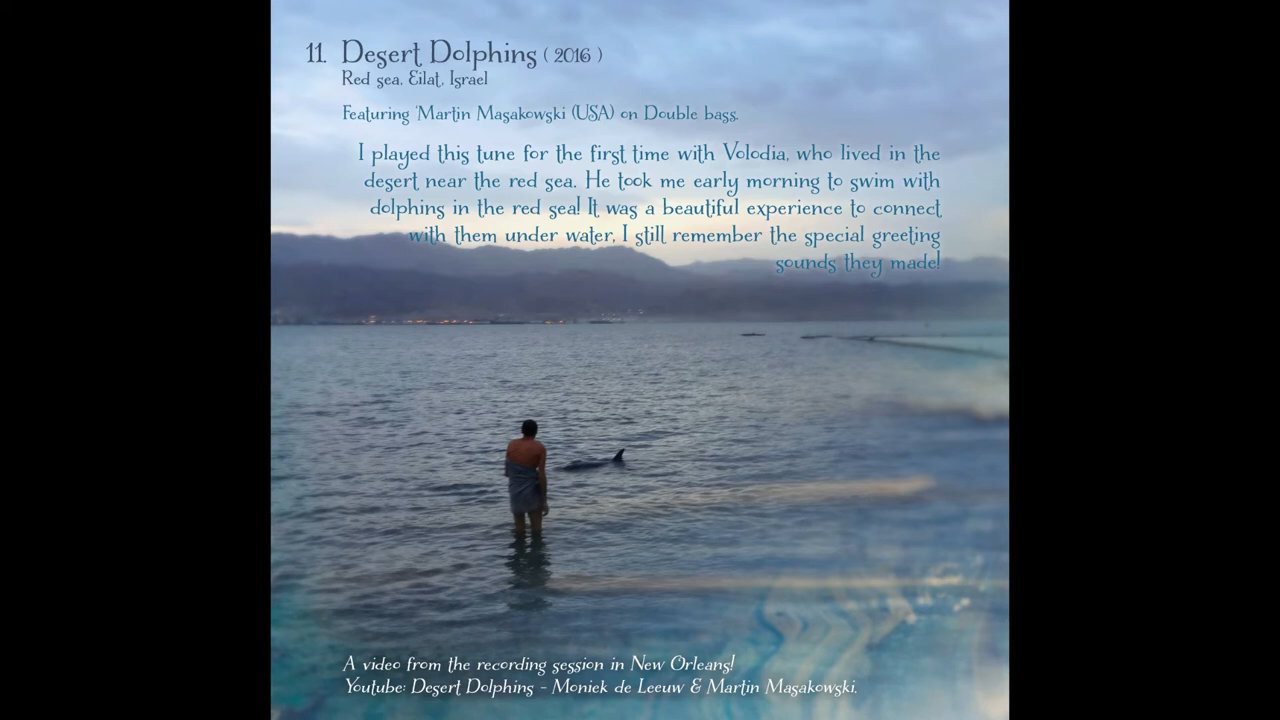 11. Desert Dolphins ( 2016 )
Red sea, Eilat, Israel
Featuring 'Martin Masakowski (USA) on Double bass.
I played this tune for the first time with Volodia, who lived in the
desert near the red sea. He took me early morning to swim with
dolphins in the red sea! It was a beautiful experience to connect
with them under water, I still remember the special greeting
sounds they made!
A video from the recording session in New Orleans!
Youtube: Desert Dolphins - Moniek de Leeuw & Martin Masakowski.